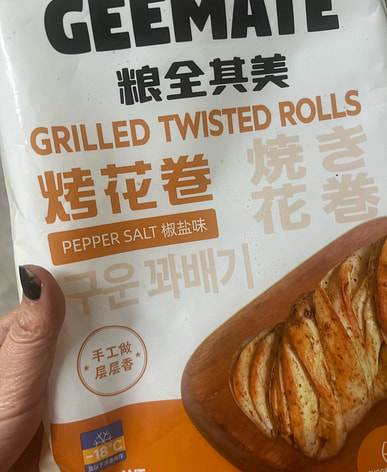 GEEMATE
粮全其美
GRILLED TWISTED ROLLS
烤花卷
焼き
花巻
PEPPER SALT 椒盐味
구운 꽈배기
手工做
层层香
-18°C